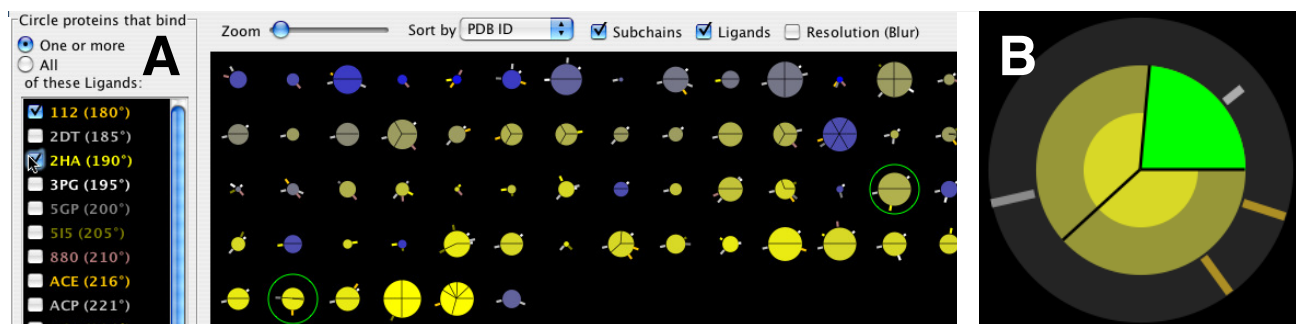 Circle proteins that bind
One or more
All
of these Ligands:
A
Zoom
Sort by PDB ID
Subchains
Ligands
Resolution (Blur)
112 (180°)
2DT (185°)
2HA (190°)
3PG (195°)
5GP (200°)
5I5 (205°)
880 (210°)
ACE (216°)
ACP (221°)
B